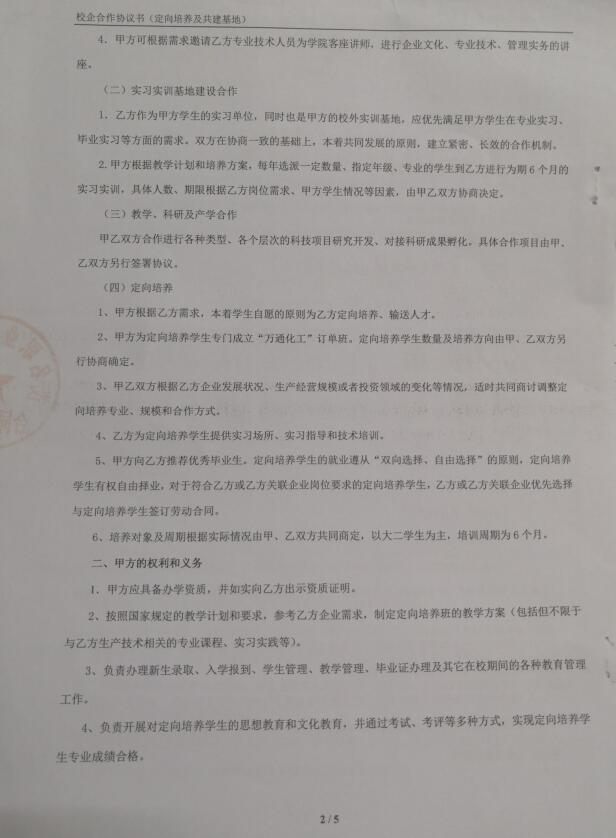 校企合作协议书（定向培养及共建基地）
4．甲方可根据需求邀请乙方专业技术人员为学院客座讲师，进行企业文化、专业技术、管理实务的讲
座。
（二）实习实训基地建设合作
1．乙方作为甲方学生的实习单位，同时也是甲方的校外实训基地，应优先满足甲方学生在专业实习、
毕业实习等方面的需求。双方在协商一致的基础上，本着共同发展的原则，建立紧密、长效的合作机制。
2.甲方根据教学计划和培养方案，每年选派一定数量、指定年级、专业的学生到乙方进行为期6个月的
实习实训，具体人数、期限根据乙方岗位需求、甲方学生情况等因素，由甲乙双方协商决定。
（三）教学、科研及产学合作
甲乙双方合作进行各种类型、各个层次的科技项目研究开发、对接科研成果孵化。具体合作项目由甲、
乙双方另行签署协议。
（四）定向培养
1、甲方根据乙方需求，本着学生自愿的原则为乙方定向培养、输送人才。
2、甲方为定向培养学生专门成立“万通化工”订单班。定向培养学生数量及培养方向由甲、乙双方另
行协商确定。
3、甲乙双方根据乙方企业发展状况、生产经营规模或者投资领域的变化等情况，适时共同商讨调整定
向培养专业、规模和合作方式。
4、乙方为定向培养学生提供实习场所、实习指导和技术培训。
5、甲方向乙方推荐优秀毕业生。定向培养学生的就业遵从“双向选择、自由选择”的原则，定向培养
学生有权自由择业，对于符合乙方或乙方关联企业岗位要求的定向培养学生，乙方或乙方关联企业优先选择
与定向培养学生签订劳动合同。
6、培养对象及周期根据实际情况由甲、乙双方共同商定，以大二学生为主，培训周期为6个月。
二、甲方的权利和义务
1．甲方应具备办学资质，并如实向乙方出示资质证明。
2、按照国家规定的教学计划和要求，参考乙方企业需求，制定定向培养班的教学方案（包括但不限于
与乙方生产技术相关的专业课程、实习实践等）。
3、负责办理新生录取、入学报到、学生管理、教学管理、毕业证办理及其它在校期间的各种教育管理
工作。
4、负责开展对定向培养学生的思想教育和文化教育，并通过考试、考评等多种方式，实现定向培养学
生专业成绩合格。
2/5